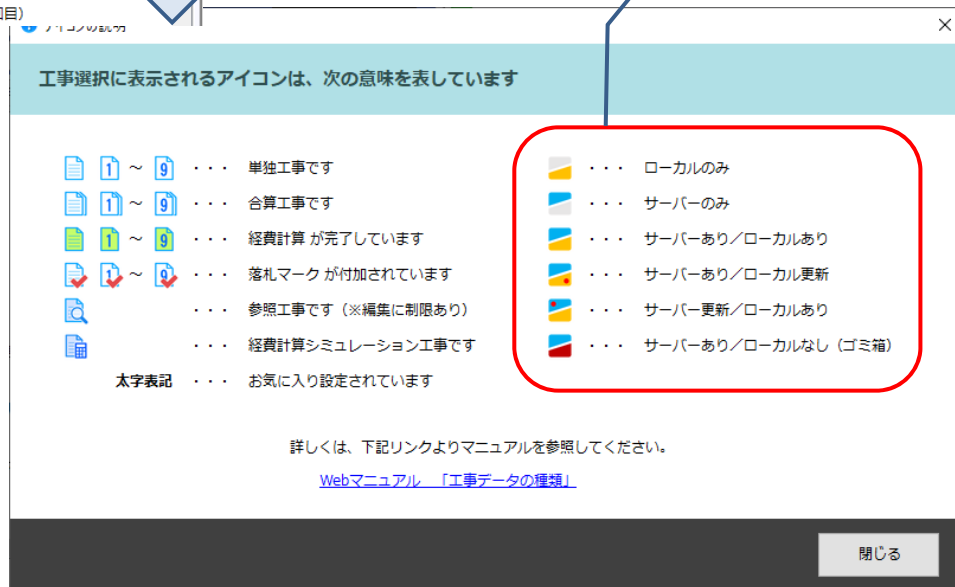 回目）
アイコンの説明
工事選択に表示されるアイコンは、次の意味を表しています
1 ～ 9 ・・・ 単独工事です
1 ～ 9 ・・・ 合算工事です
1 ～ 9 ・・・ 経費計算 が完了しています
1 ～ 9 ・・・ 落札マーク が付加されています
・・・ 参照工事です（※編集に制限あり）
・・・ 経費計算シミュレーション工事です
太字表記 ・・・ お気に入り設定されています
・・・ ローカルのみ
・・・ サーバーのみ
・・・ サーバーあり／ローカルあり
・・・ サーバーあり／ローカル更新
・・・ サーバー更新／ローカルあり
・・・ サーバーあり／ローカルなし（ゴミ箱）
詳しくは、下記リンクよりマニュアルを参照してください。
Webマニュアル 「工事データの種類」
閉じる